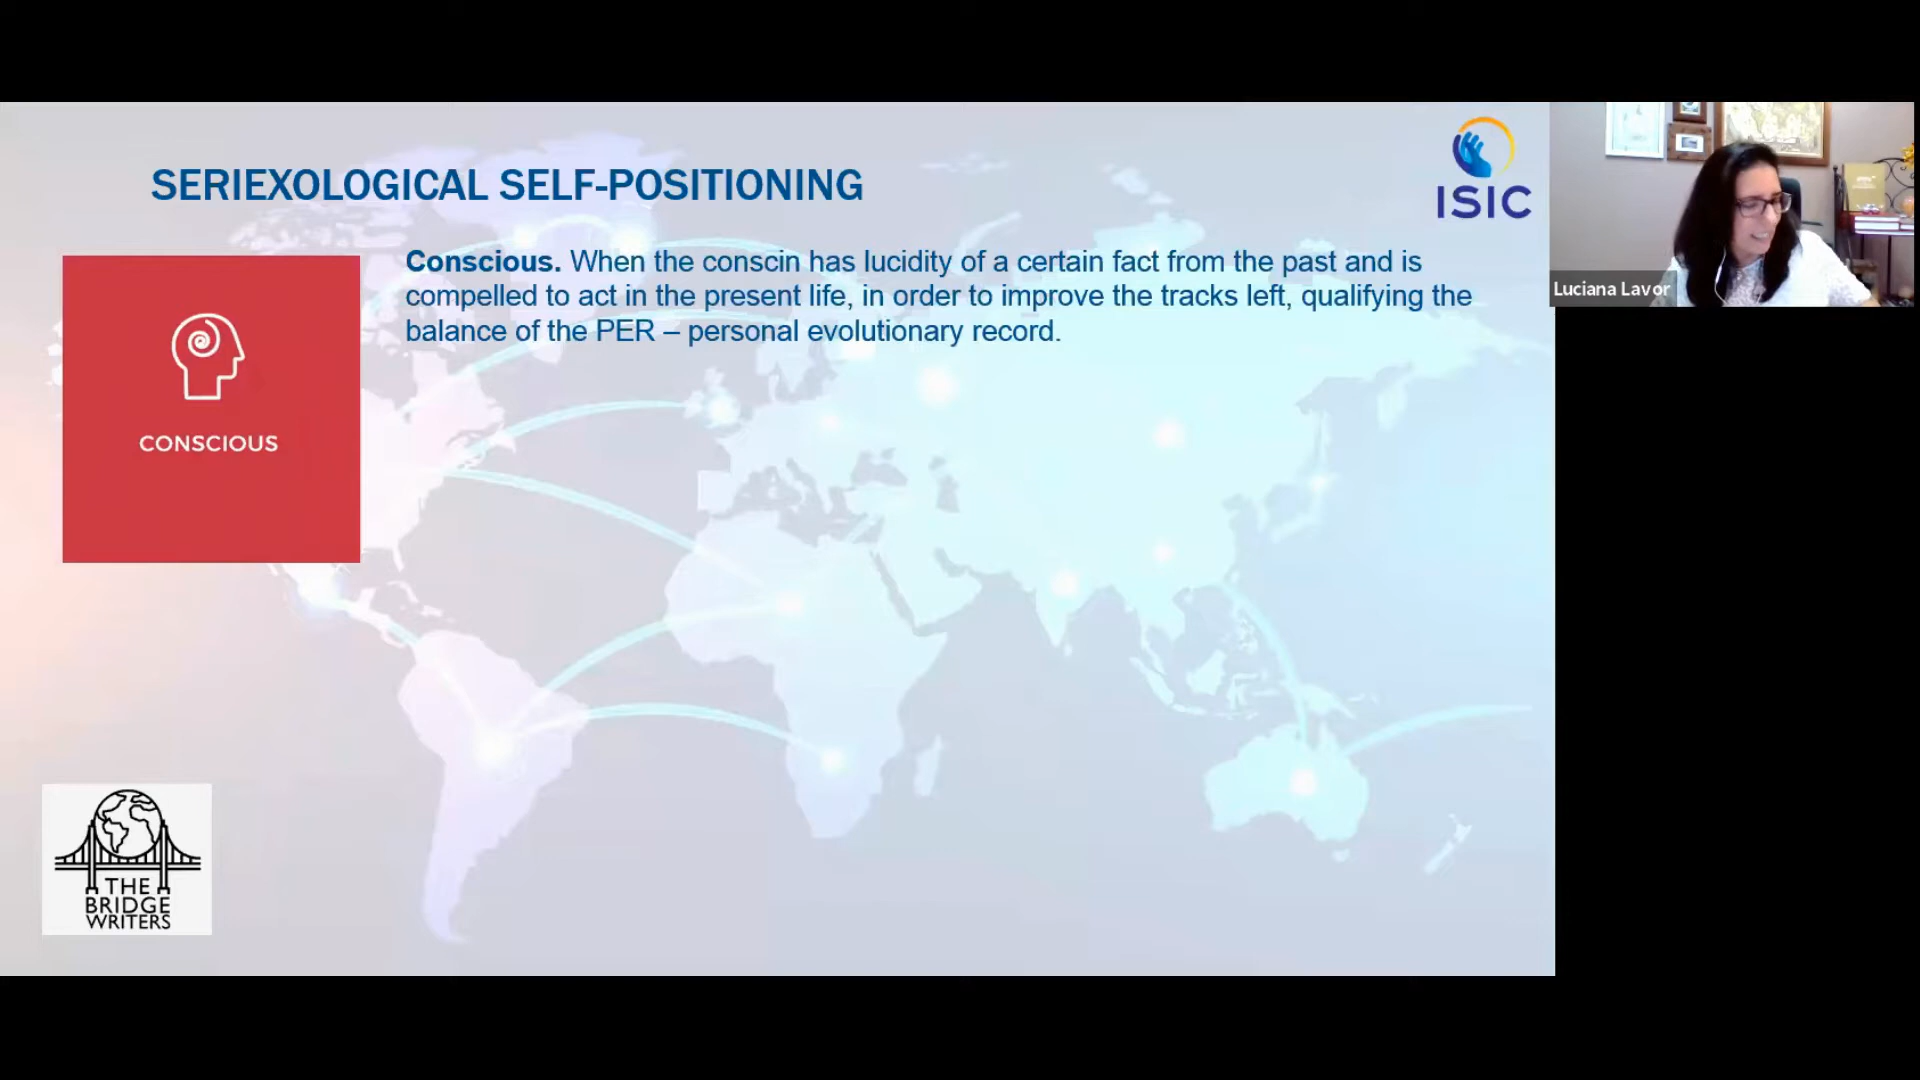 SERIEXOLOGICAL SELF-POSITIONING
ISIC
Luciana Lavor
Conscious. When the conscin has lucidity of a certain fact from the past and is
compelled to act in the present life, in order to improve the tracks left, qualifying the
balance of the PER – personal evolutionary record.
CONSCIOUS
THE
BRIDGE
WRITERS